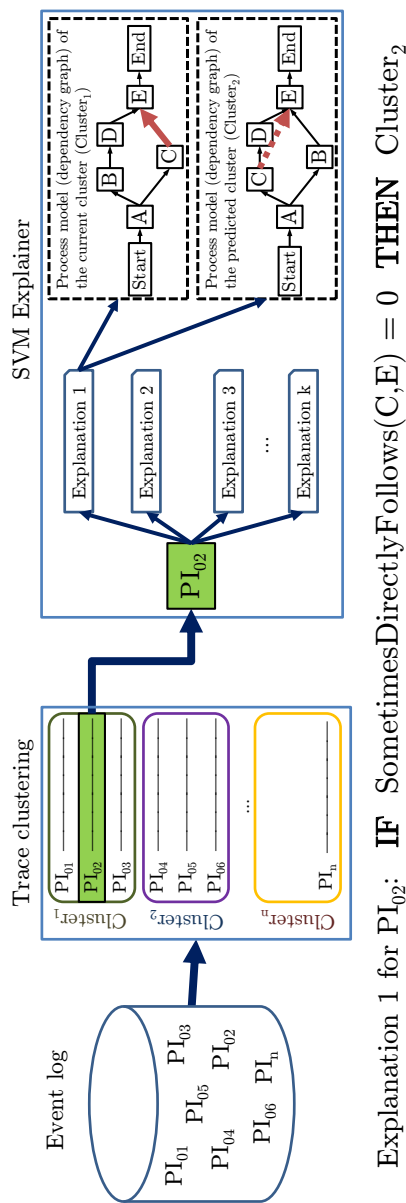 Event log
PI01
PI03
PI05
PI04
PI02
PI06
PIn
Trace clustering
Cluster1
PI01
PI02
PI03
Cluster2
PI04
PI05
PI06
...
Clustern
PIn
SVM Explainer
PI02
Explanation 1
Explanation 2
Explanation 3
...
Explanation k
Process model (dependency graph) of
the current cluster (Cluster1)
Start
A
B
D
C
E
End
Process model (dependency graph) of
the predicted cluster (Cluster2)
Start
A
C
D
B
E
End
Explanation 1 for PI02: IF SometimesDirectlyFollows(C,E) = 0 THEN Cluster2